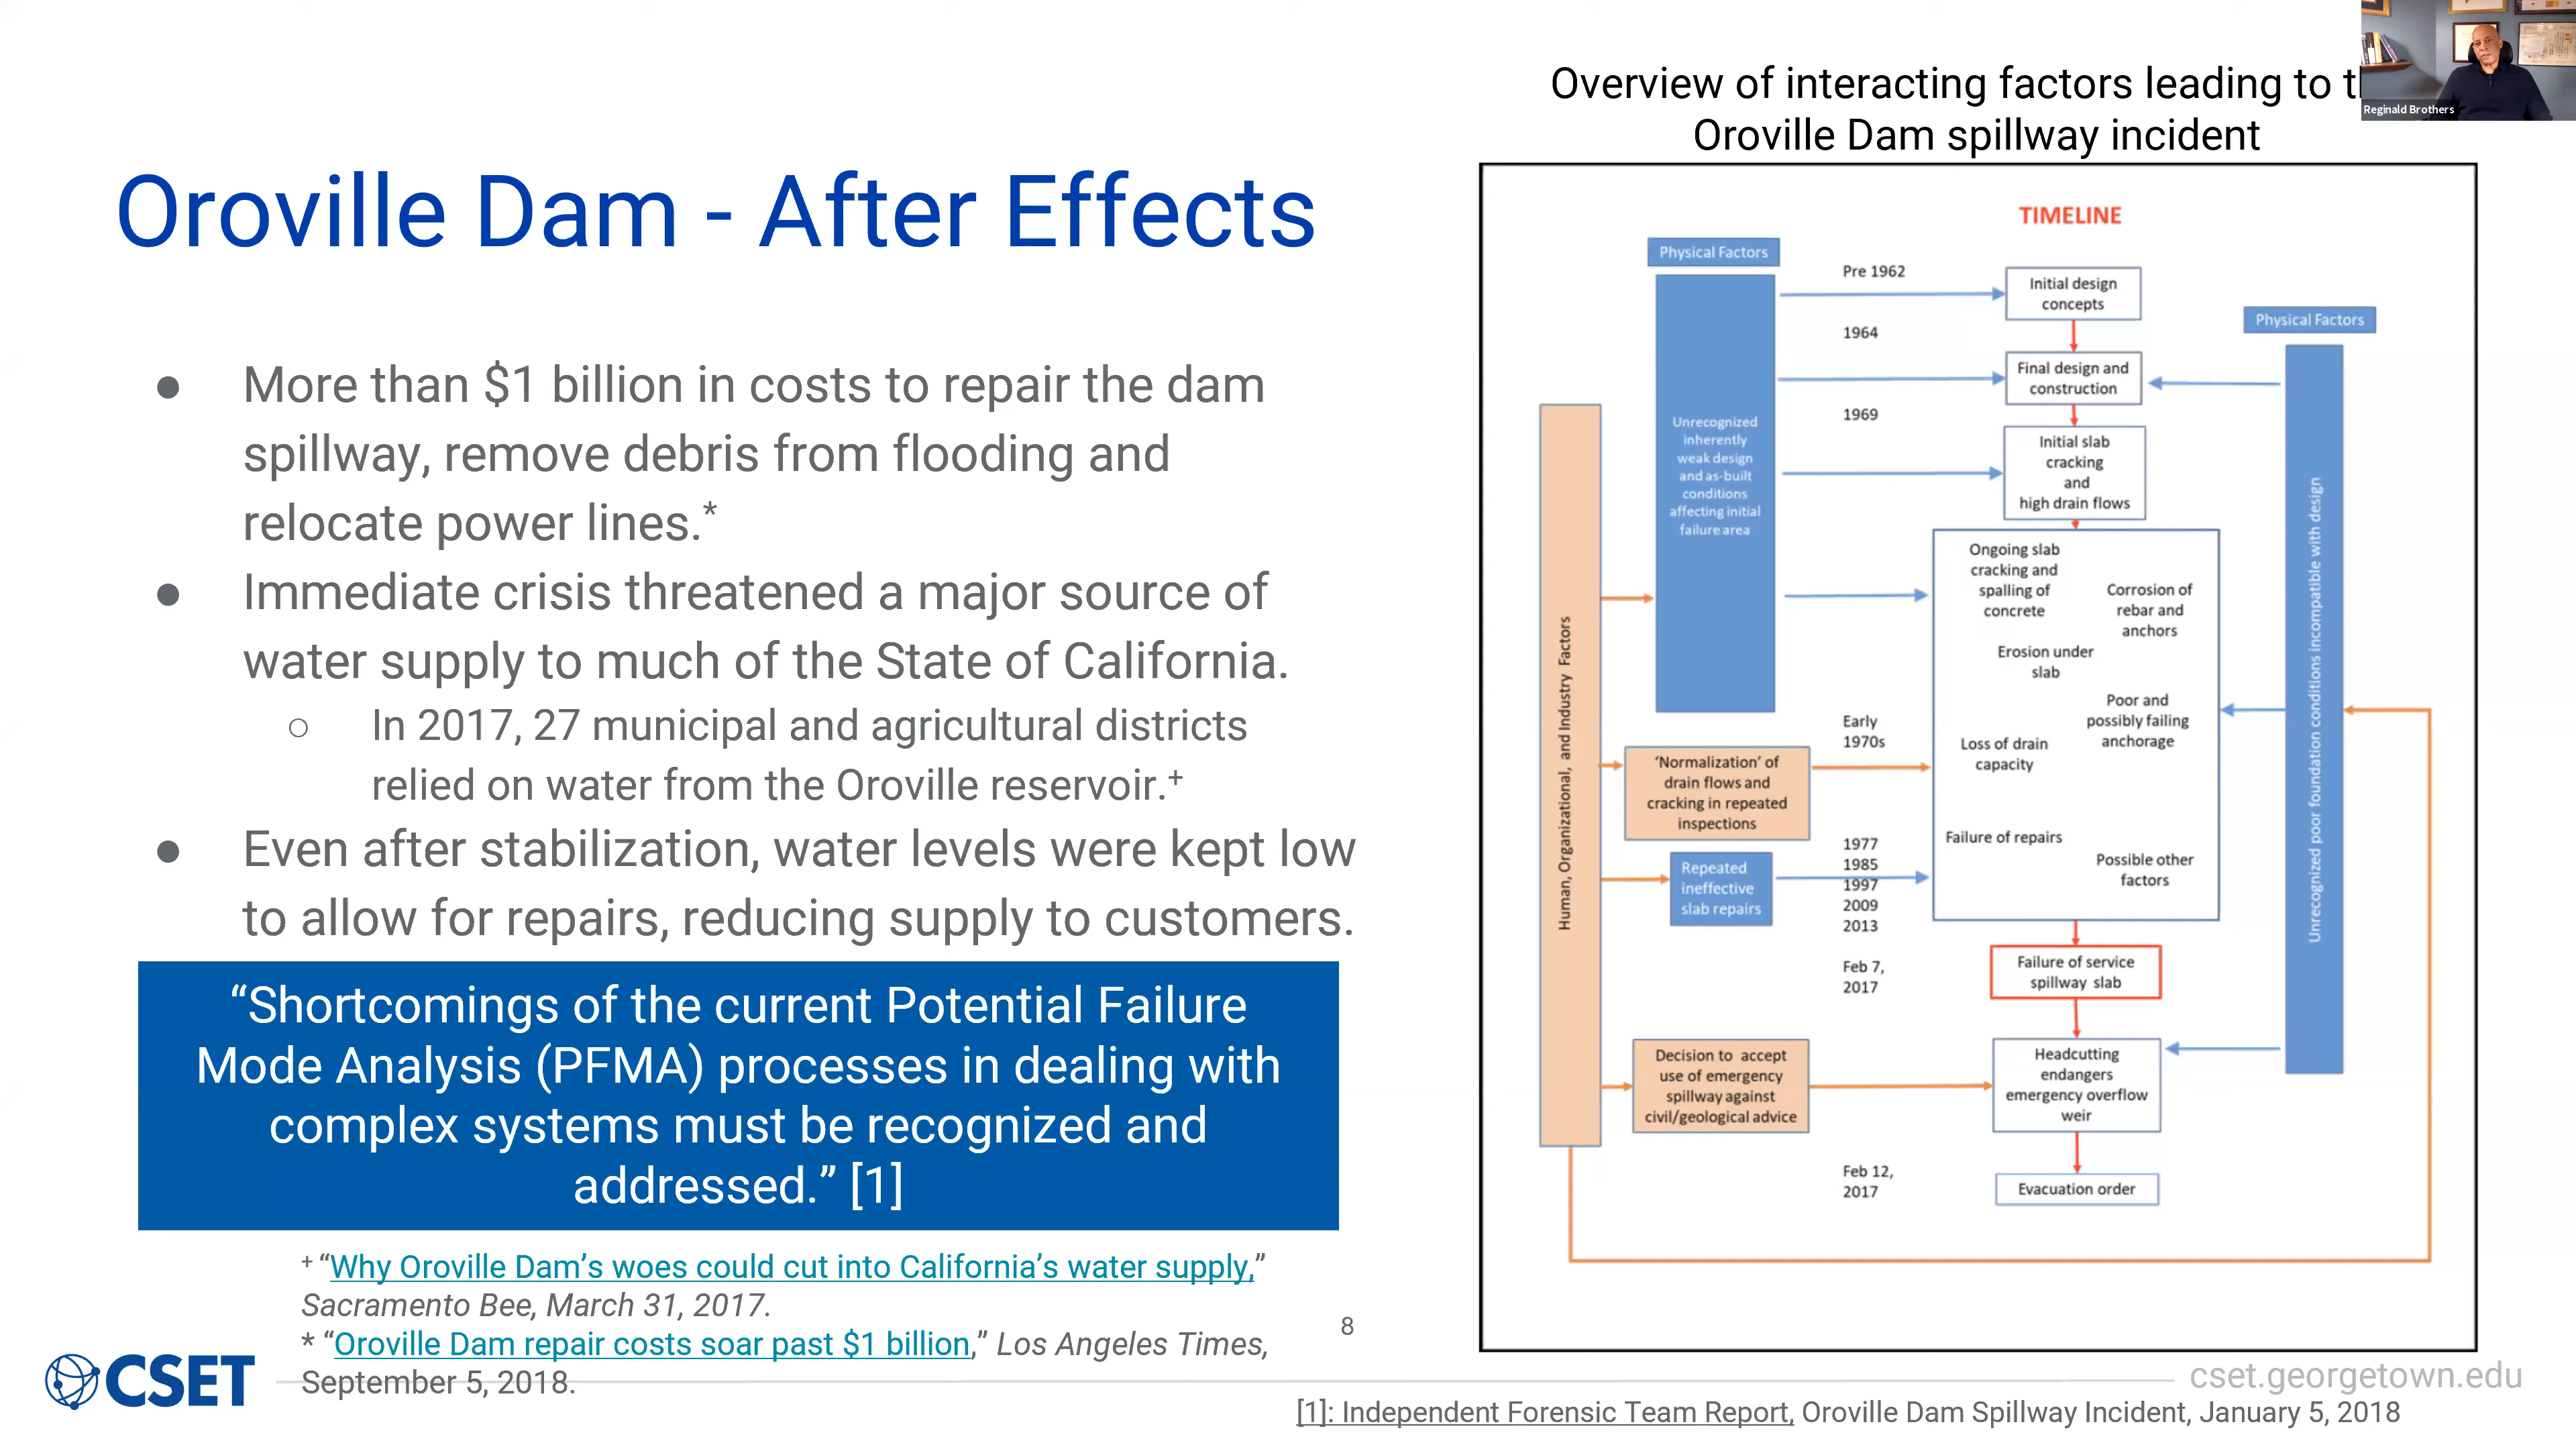 Overview of interacting factors leading to t
Oroville Dam spillway incident
Reginald Brothers
Oroville Dam - After Effects
● More than $1 billion in costs to repair the dam
spillway, remove debris from flooding and
relocate power lines.*
● Immediate crisis threatened a major source of
water supply to much of the State of California.
○ In 2017, 27 municipal and agricultural districts
relied on water from the Oroville reservoir.+
● Even after stabilization, water levels were kept low
to allow for repairs, reducing supply to customers.
“Shortcomings of the current Potential Failure
Mode Analysis (PFMA) processes in dealing with
complex systems must be recognized and
addressed.” [1]
+ “Why Oroville Dam’s woes could cut into California’s water supply,”
Sacramento Bee, March 31, 2017.
* “Oroville Dam repair costs soar past $1 billion,” Los Angeles Times,
September 5, 2018.
8
CSET
TIMELINE
Physical Factors
Unrecognized
inherently
weak design
and as-built
conditions
affecting initial
failure area
Human, Organizational, and Industry Factors
‘Normalization’ of
drain flows and
cracking in repeated
inspections
Repeated
ineffective
slab repairs
Decision to accept
use of emergency
spillway against
civil/geological advice
Pre 1962
1964
1969
Early
1970s
1977
1985
1997
2009
2013
Feb 7,
2017
Feb 12,
2017
Initial design
concepts
Final design and
construction
Initial slab
cracking
and
high drain flows
Ongoing slab
cracking and
spalling of
concrete
Corrosion of
rebar and
anchors
Erosion under
slab
Poor and
possibly failing
anchorage
Loss of drain
capacity
Failure of repairs
Possible other
factors
Failure of service
spillway slab
Headcutting
endangers
emergency overflow
weir
Evacuation order
Physical Factors
Unrecognized poor foundation conditions incompatible with design
cset.georgetown.edu
[1]: Independent Forensic Team Report, Oroville Dam Spillway Incident, January 5, 2018